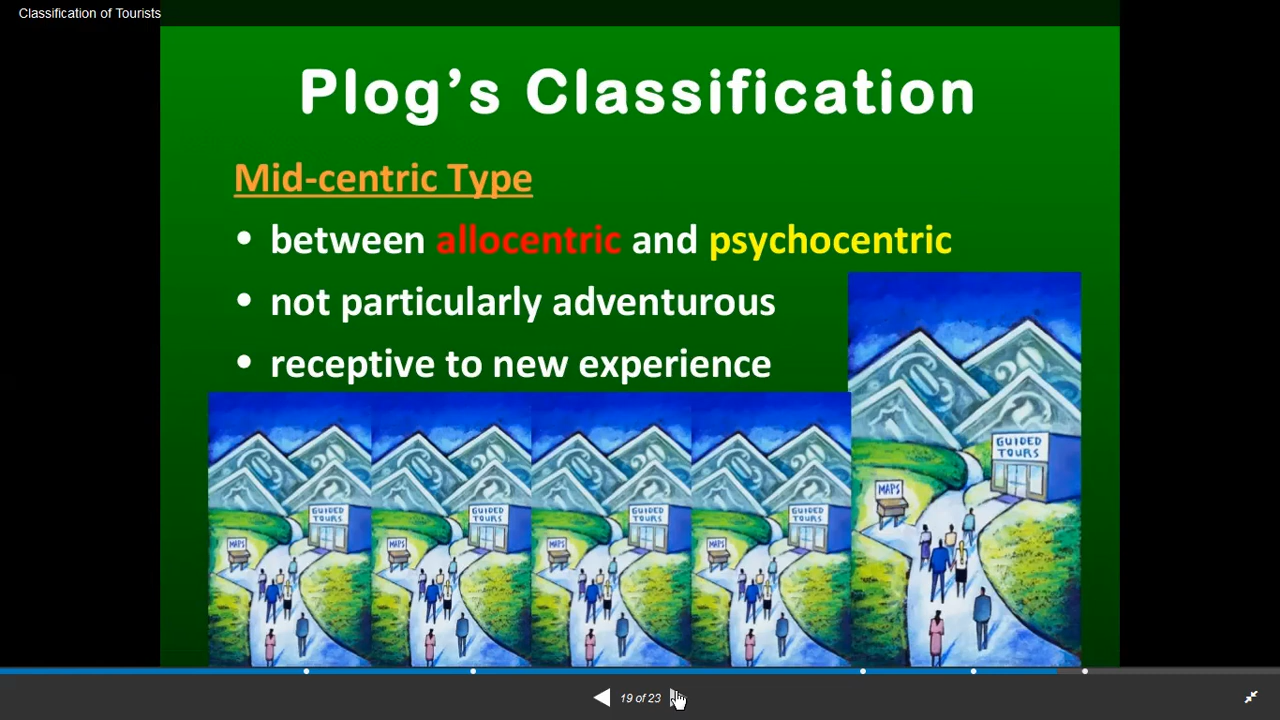 Classification of Tourists
Plog’s Classification
Mid-centric Type
• between allocentric and psychocentric
• not particularly adventurous
• receptive to new experience
GUIDED
TOURS
MAPS
GUIDED
TOURS
MAPS
GUIDED
TOURS
MAPS
GUIDED
TOURS
MAPS
GUIDED
TOURS
MAPS
19 of 23